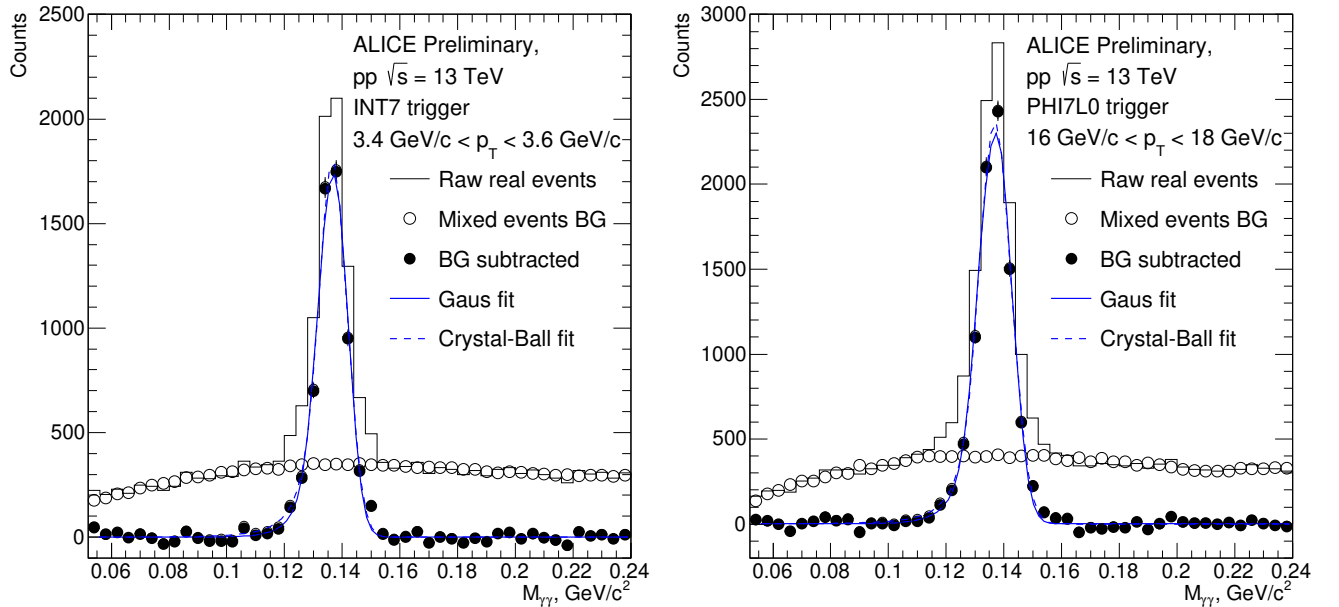 Counts
2500
2000
1500
1000
500
0
ALICE Preliminary,
pp √s = 13 TeV
INT7 trigger
3.4 GeV/c < p_T < 3.6 GeV/c
Raw real events
Mixed events BG
BG subtracted
Gaus fit
Crystal-Ball fit
0.06 0.08 0.1 0.12 0.14 0.16 0.18 0.2 0.22 0.24
M_γγ, GeV/c²
Counts
3000
2500
2000
1500
1000
500
0
ALICE Preliminary,
pp √s = 13 TeV
PHI7L0 trigger
16 GeV/c < p_T < 18 GeV/c
Raw real events
Mixed events BG
BG subtracted
Gaus fit
Crystal-Ball fit
0.06 0.08 0.1 0.12 0.14 0.16 0.18 0.2 0.22 0.24
M_γγ, GeV/c²